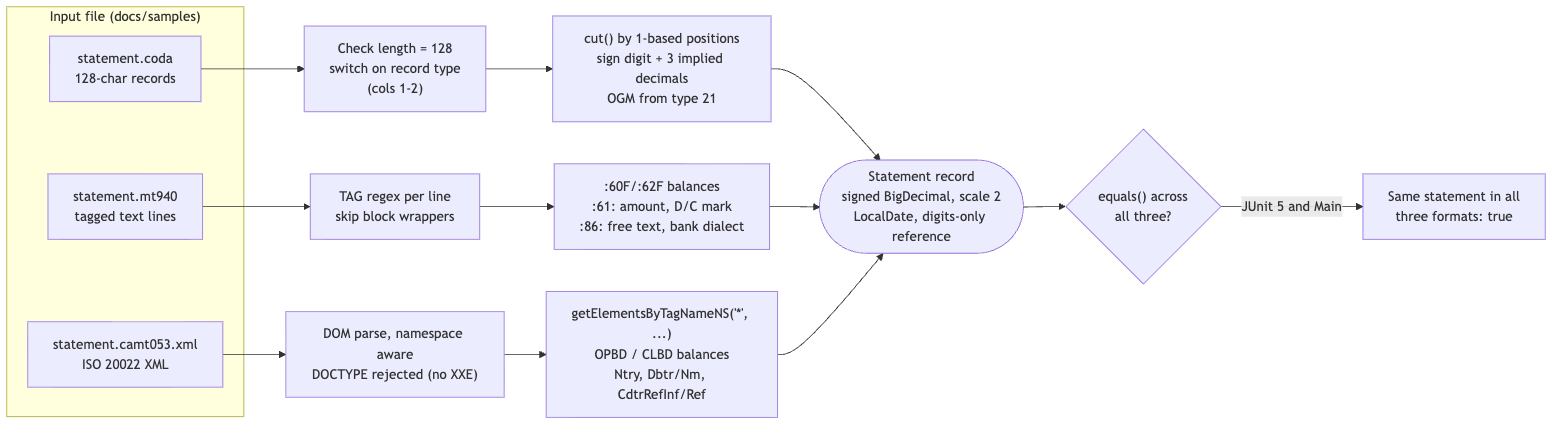 Input file (docs/samples)
statement.coda
128-char records
Check length = 128
switch on record type
(cols 1-2)
cut() by 1-based positions
sign digit + 3 implied
decimals
OGM from type 21
statement.mt940
tagged text lines
TAG regex per line
skip block wrappers
:60F/:62F balances
:61: amount, D/C mark
:86: free text, bank dialect
statement.camt053.xml
ISO 20022 XML
DOM parse, namespace
aware
DOCTYPE rejected (no XXE)
getElementsByTagNameNS('*',
...)
OPBD / CLBD balances
Ntry, Dbtr/Nm,
CdtrRefInf/Ref
Statement record
signed BigDecimal, scale 2
LocalDate, digits-only
reference
equals() across
all three?
JUnit 5 and Main
Same statement in all
three formats: true